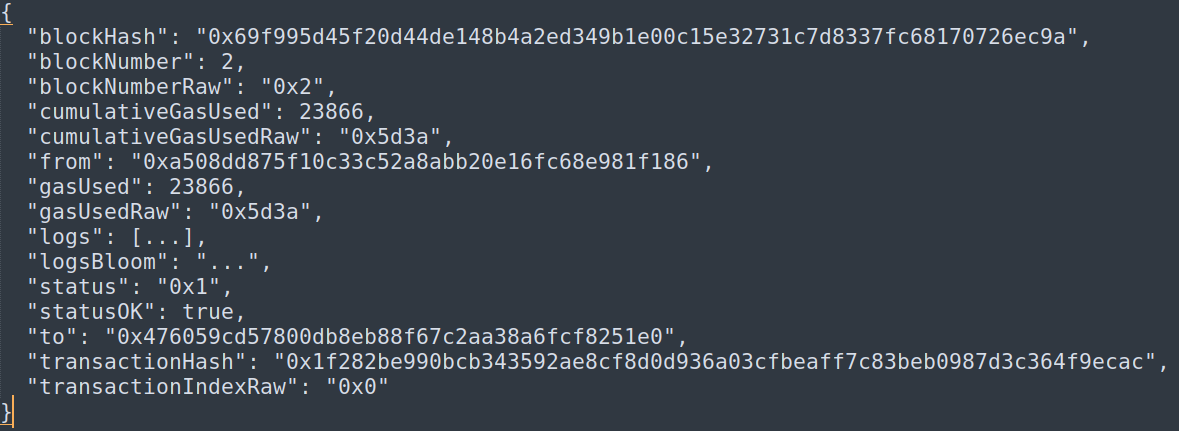 {
  "blockHash": "0x69f995d45f20d44de148b4a2ed349b1e00c15e32731c7d8337fc68170726ec9a",
  "blockNumber": 2,
  "blockNumberRaw": "0x2",
  "cumulativeGasUsed": 23866,
  "cumulativeGasUsedRaw": "0x5d3a",
  "from": "0xa508dd875f10c33c52a8abb20e16fc68e981f186",
  "gasUsed": 23866,
  "gasUsedRaw": "0x5d3a",
  "logs": [...],
  "logsBloom": "...",
  "status": "0x1",
  "statusOK": true,
  "to": "0x476059cd57800db8eb88f67c2aa38a6fcf8251e0",
  "transactionHash": "0x1f282be990bcb343592ae8cf8d0d936a03cfbeaff7c83beb0987d3c364f9ecac",
  "transactionIndexRaw": "0x0"
}